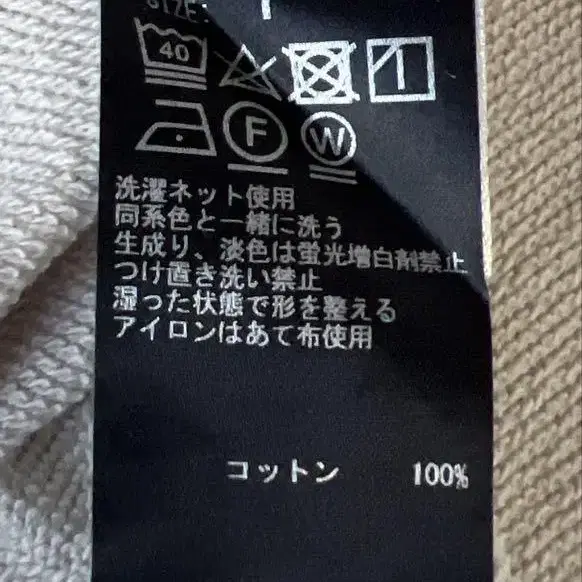 SIZE: 1
40
F W
洗濯ネット使用
同系色と一緒に洗う
生成り、淡色は蛍光増白剤禁止
つけ置き洗い禁止
湿った状態で形を整える
アイロンはあて布使用
コットン 100%